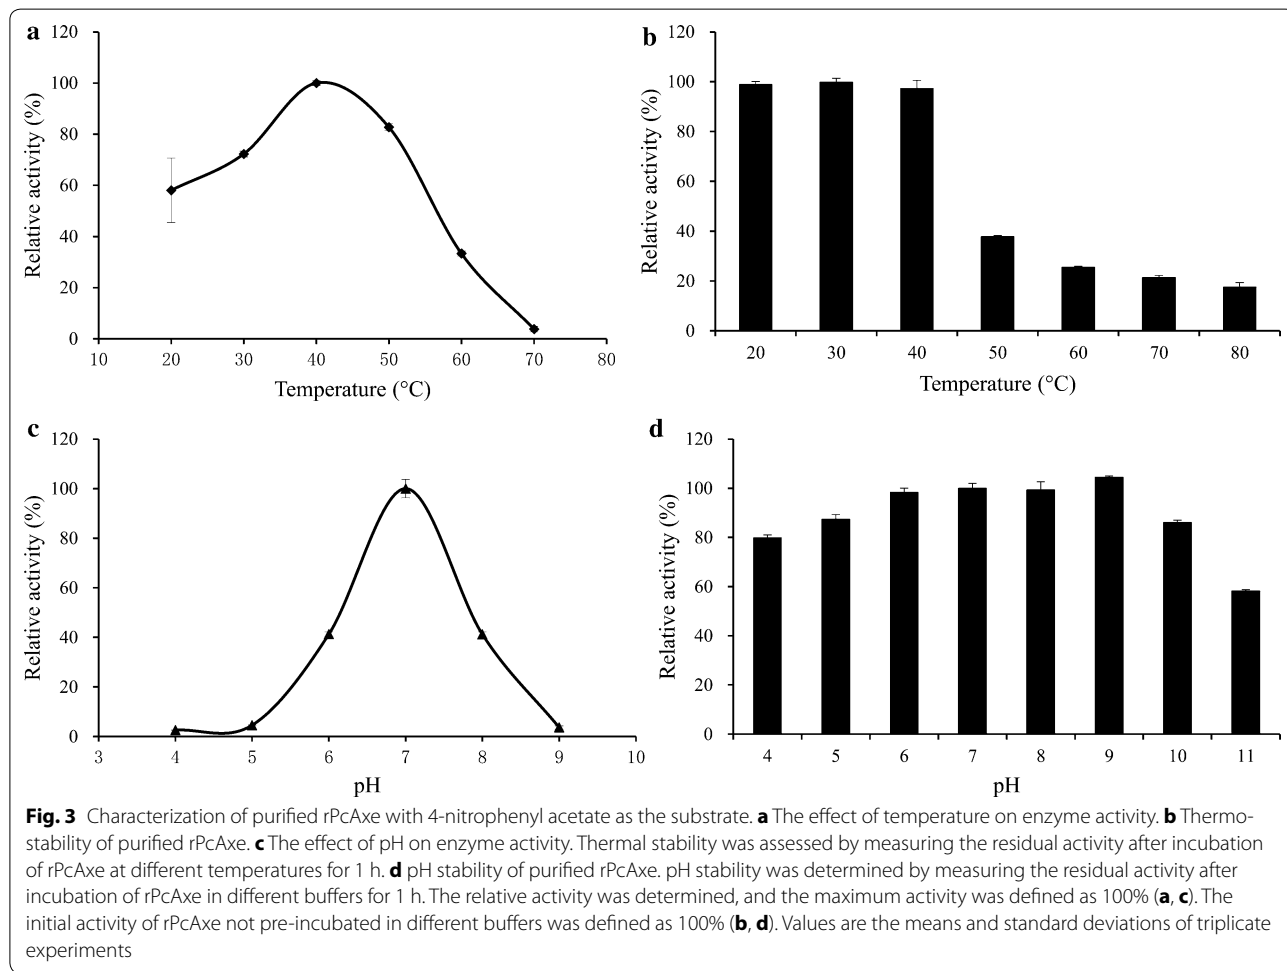 a
120
100
80
60
40
20
0
Relative activity (%)
10 20 30 40 50 60 70 80
Temperature (°C)
b
120
100
80
60
40
20
0
Relative activity (%)
20 30 40 50 60 70 80
Temperature (°C)
c
120
100
80
60
40
20
0
Relative activity (%)
3 4 5 6 7 8 9 10
pH
d
120
100
80
60
40
20
0
Relative activity (%)
4 5 6 7 8 9 10 11
pH
Fig. 3 Characterization of purified rPcAxe with 4-nitrophenyl acetate as the substrate. a The effect of temperature on enzyme activity. b Thermo-
stability of purified rPcAxe. c The effect of pH on enzyme activity. Thermal stability was assessed by measuring the residual activity after incubation
of rPcAxe at different temperatures for 1 h. d pH stability of purified rPcAxe. pH stability was determined by measuring the residual activity after
incubation of rPcAxe in different buffers for 1 h. The relative activity was determined, and the maximum activity was defined as 100% (a, c). The
initial activity of rPcAxe not pre-incubated in different buffers was defined as 100% (b, d). Values are the means and standard deviations of triplicate
experiments